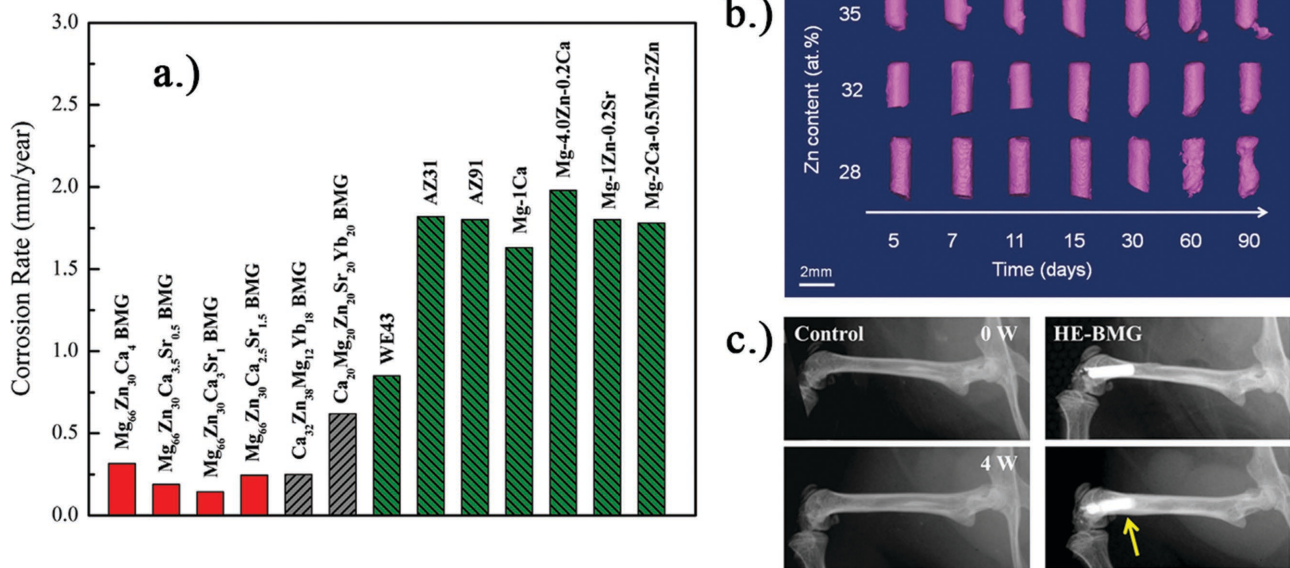 a.)
Corrosion Rate (mm/year)
3.0
2.5
2.0
1.5
1.0
0.5
0.0
Mg66Zn30Ca4 BMG
Mg66Zn30Ca3.5Sr0.5 BMG
Mg66Zn30Ca3Sr1 BMG
Mg66Zn30Ca2.5Sr1.5 BMG
Ca32Zn38Mg12Yb18 BMG
Ca20Mg20Zn20Sr20Yb20 BMG
WE43
AZ31
AZ91
Mg-1Ca
Mg-4.0Zn-0.2Ca
Mg-1Zn-0.2Sr
Mg-2Ca-0.5Mn-2Zn
b.)
Zn content (at.%)
35
32
28
5 7 11 15 30 60 90
Time (days)
2mm
c.)
Control 0 W
HE-BMG
4 W